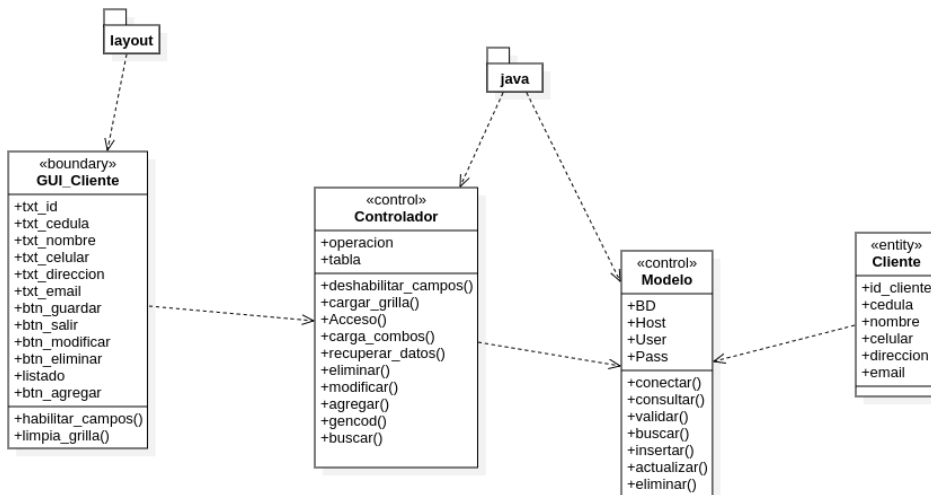 layout
java
«boundary»
GUI_Cliente
+txt_id
+txt_cedula
+txt_nombre
+txt_celular
+txt_direccion
+txt_email
+btn_guardar
+btn_salir
+btn_modificar
+btn_eliminar
+listado
+btn_agregar
+habilitar_campos()
+limpia_grilla()
«control»
Controlador
+operacion
+tabla
+deshabilitar_campos()
+cargar_grilla()
+Acceso()
+carga_combos()
+recuperar_datos()
+eliminar()
+modificar()
+agregar()
+gencod()
+buscar()
«control»
Modelo
+BD
+Host
+User
+Pass
+conectar()
+consultar()
+validar()
+buscar()
+insertar()
+actualizar()
+eliminar()
«entity»
Cliente
+id_cliente
+cedula
+nombre
+celular
+direccion
+email